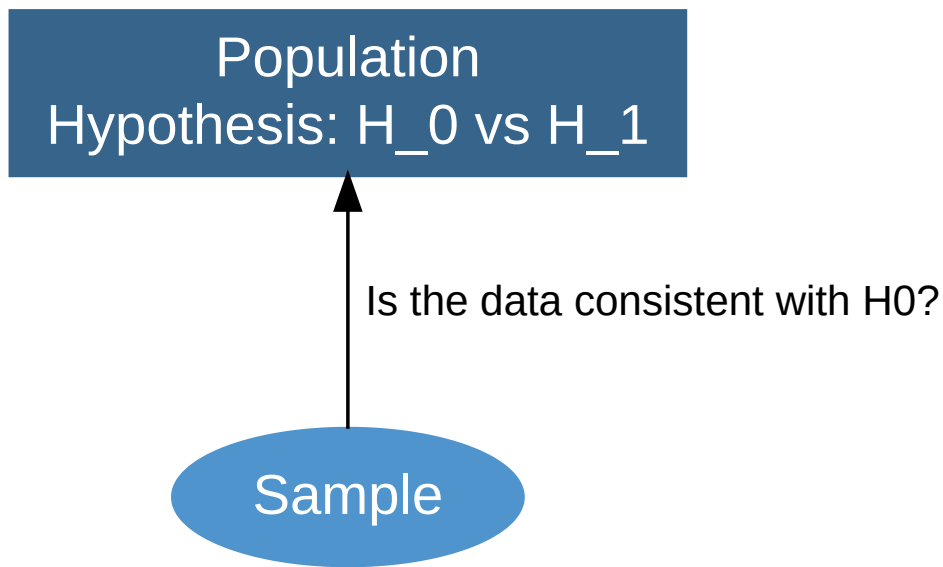 Population
Hypothesis: H_0 vs H_1
Is the data consistent with H0?
Sample